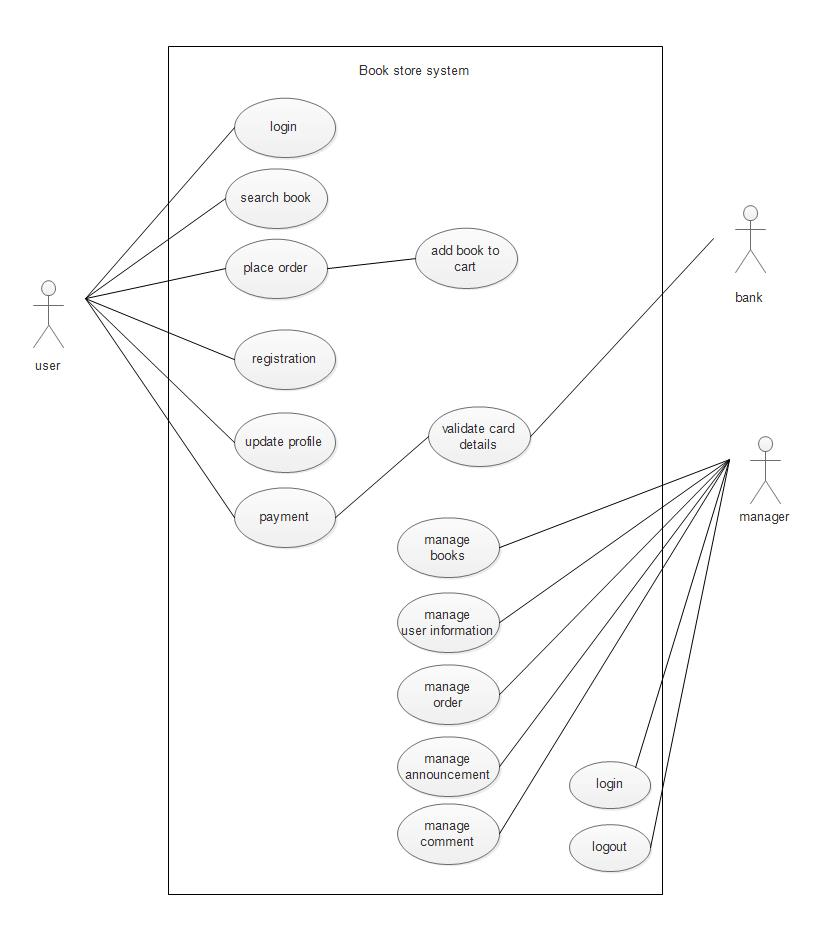 Book store system
login
search book
place order
add book to
cart
user
registration
bank
update profile
validate card
details
payment
manager
manage
books
manage
user information
manage
order
manage
announcement
login
manage
comment
logout